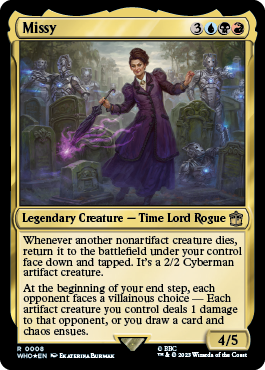 Missy 3
Legendary Creature — Time Lord Rogue
Whenever another nonartifact creature dies,
return it to the battlefield under your control
face down and tapped. It's a 2/2 Cyberman
artifact creature.
At the beginning of your end step, each
opponent faces a villainous choice — Each
artifact creature you control deals 1 damage
to that opponent, or you draw a card and
chaos ensues.
4/5
R 0008 © BBC
WHO★EN Ekaterina Burmak ™ & © 2023 Wizards of the Coast